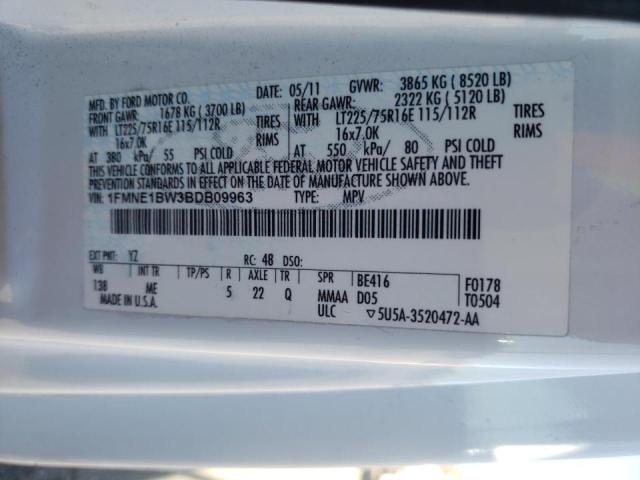 MFD. BY FORD MOTOR CO.
DATE: 05/11 GVWR: 3865 KG ( 8520 LB)
FRONT GAWR: 1678 KG ( 3700 LB)
REAR GAWR: 2322 KG ( 5120 LB)
WITH LT225/75R16E 115/112R TIRES
WITH LT225/75R16E 115/112R TIRES
16x7.0K RIMS
16x7.0K RIMS
AT 380 kPa/ 55 PSI COLD
AT 550 kPa/ 80 PSI COLD
THIS VEHICLE CONFORMS TO ALL APPLICABLE FEDERAL MOTOR VEHICLE SAFETY AND THEFT
PREVENTION STANDARDS IN EFFECT ON THE DATE OF MANUFACTURE SHOWN ABOVE.
VIN: 1FMNE1BW3BDB09963 TYPE: MPV
EXT PNT: YZ RC: 48 DSO:
WB INT TR TP/PS R AXLE TR SPR BE416 F0178
138 ME 5 22 Q MMAA D05 T0504
MADE IN U.S.A. ULC ▽5U5A-3520472-AA